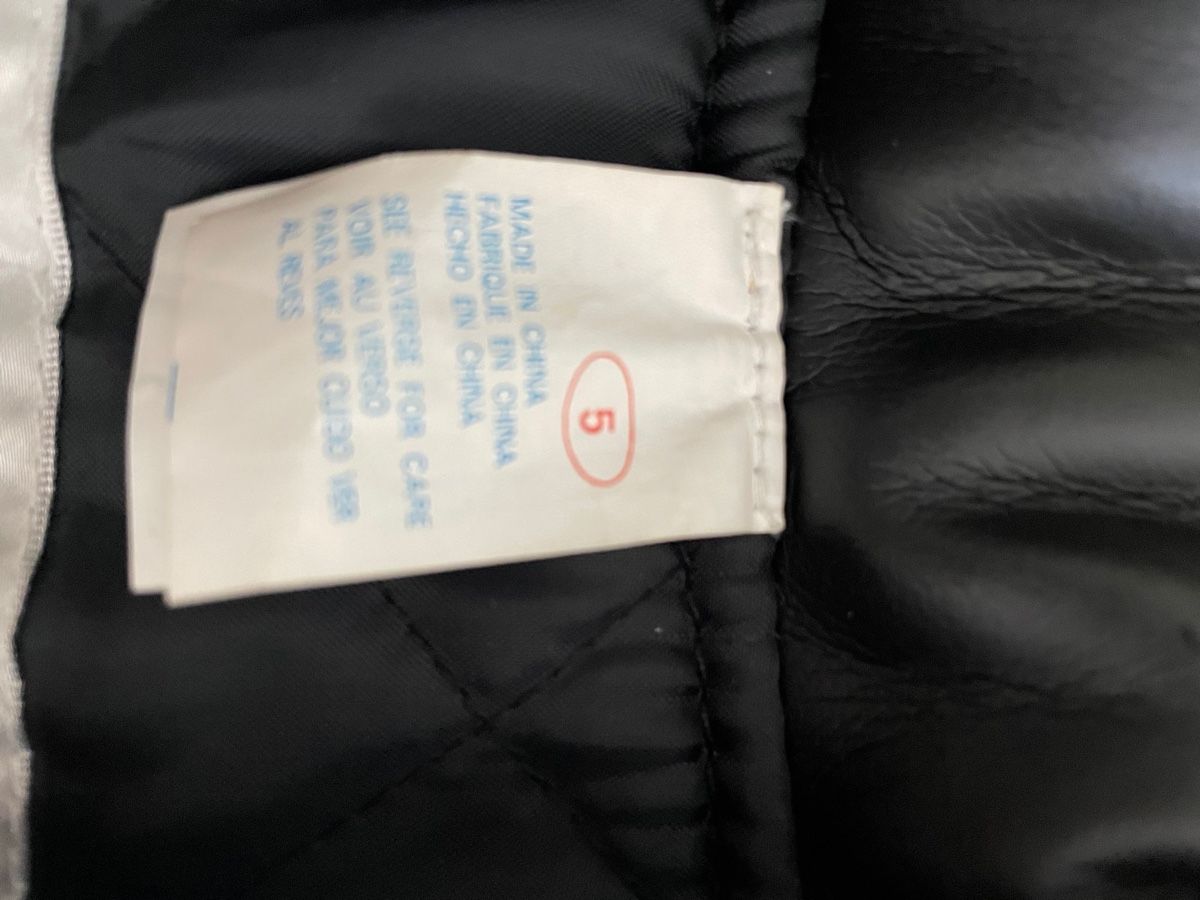 5
MADE IN CHINA
FABRIQUE EN CHINA
HECHO EN CHINA
SEE REVERSE FOR CARE
VOIR AU VERSO
PARA MEJOR CUIDO VER
AL REVES